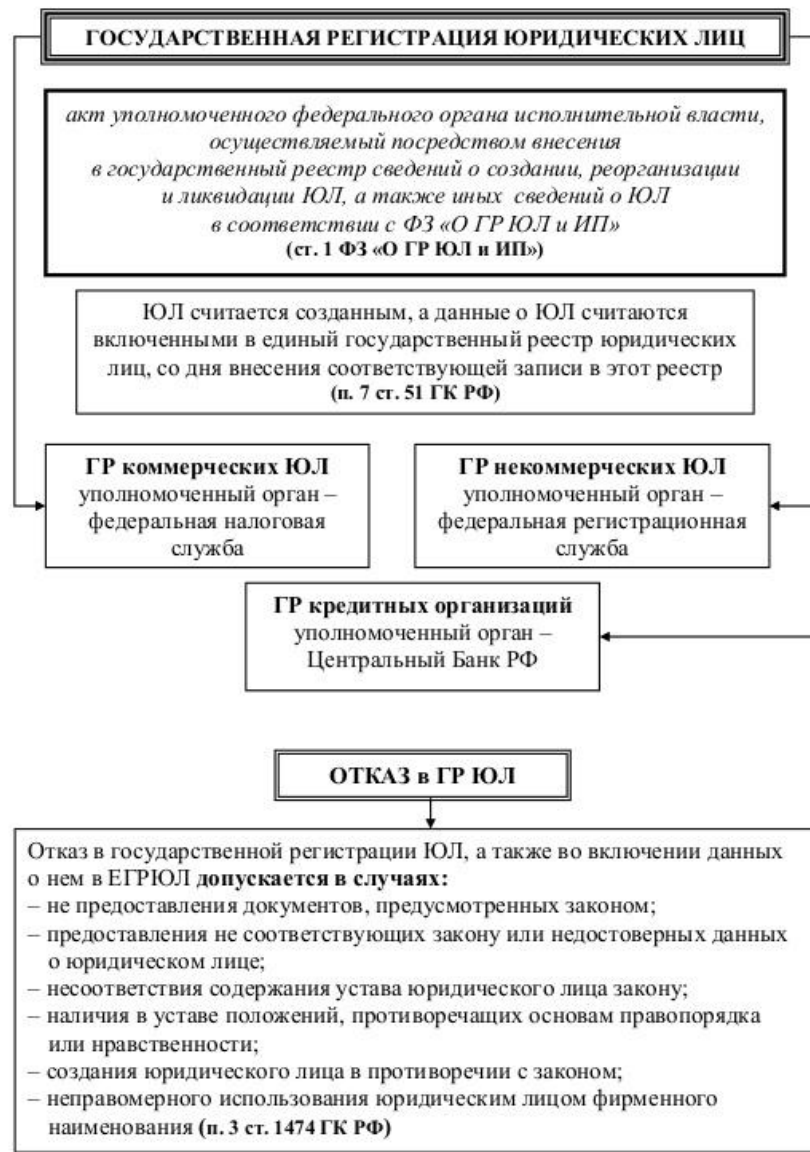 ГОСУДАРСТВЕННАЯ РЕГИСТРАЦИЯ ЮРИДИЧЕСКИХ ЛИЦ
акт уполномоченного федерального органа исполнительной власти,
осуществляемый посредством внесения
в государственный реестр сведений о создании, реорганизации
и ликвидации ЮЛ, а также иных сведений о ЮЛ
в соответствии с ФЗ «О ГР ЮЛ и ИП»
(ст. 1 ФЗ «О ГР ЮЛ и ИП»)
ЮЛ считается созданным, а данные о ЮЛ считаются
включенными в единый государственный реестр юридических
лиц, со дня внесения соответствующей записи в этот реестр
(п. 7 ст. 51 ГК РФ)
ГР коммерческих ЮЛ
уполномоченный орган –
федеральная налоговая
служба
ГР некоммерческих ЮЛ
уполномоченный орган –
федеральная регистрационная
служба
ГР кредитных организаций
уполномоченный орган –
Центральный Банк РФ
ОТКАЗ в ГР ЮЛ
Отказ в государственной регистрации ЮЛ, а также во включении данных
о нем в ЕГРЮЛ допускается в случаях:
– не предоставления документов, предусмотренных законом;
– предоставления не соответствующих закону или недостоверных данных
о юридическом лице;
– несоответствия содержания устава юридического лица закону;
– наличия в уставе положений, противоречащих основам правопорядка
или нравственности;
– создания юридического лица в противоречии с законом;
– неправомерного использования юридическим лицом фирменного
наименования (п. 3 ст. 1474 ГК РФ)